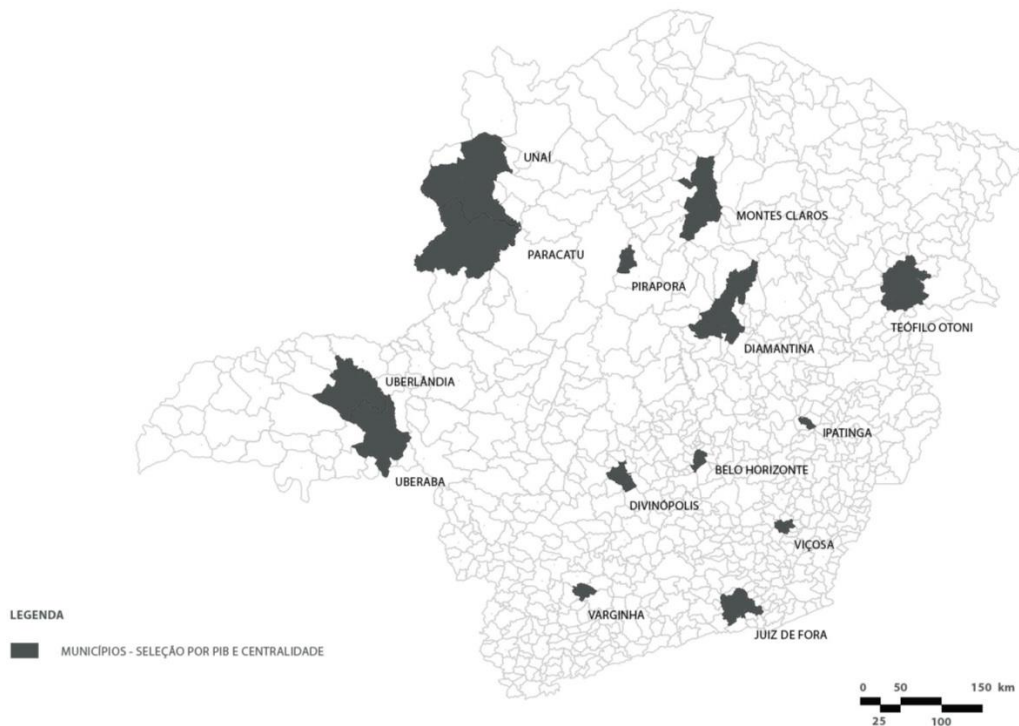 UNAÍ
MONTES CLAROS
PARACATU
PIRAPORA
TEÓFILO OTONI
DIAMANTINA
UBERLÂNDIA
IPATINGA
BELO HORIZONTE
UBERABA
DIVINÓPOLIS
VIÇOSA
VARGINHA
JUIZ DE FORA
LEGENDA
MUNICÍPIOS - SELEÇÃO POR PIB E CENTRALIDADE
0 50 150 km
25 100